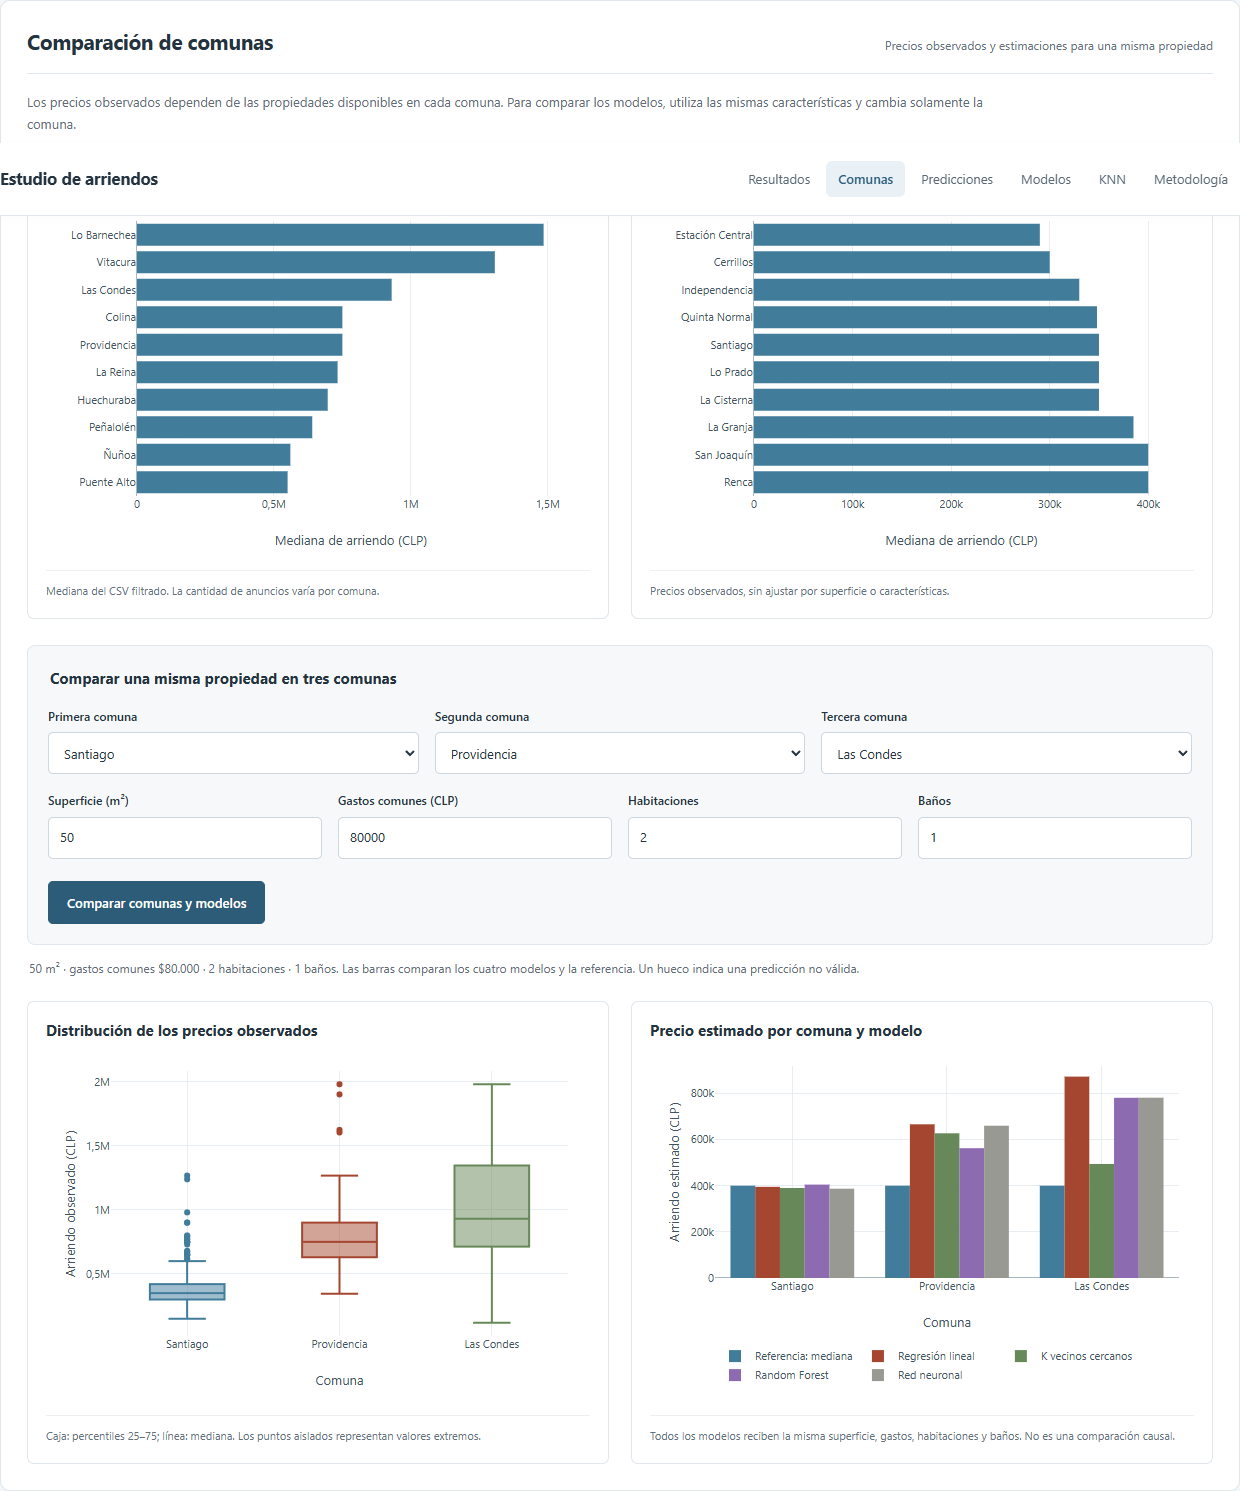 Comparación de comunas
Precios observados y estimaciones para una misma propiedad
Los precios observados dependen de las propiedades disponibles en cada comuna. Para comparar los modelos, utiliza las mismas características y cambia solamente la
comuna.
Estudio de arriendos
Resultados
Comunas
Predicciones
Modelos
KNN
Metodología
Lo Barnechea
Vitacura
Las Condes
Colina
Providencia
La Reina
Huechuraba
Peñalolén
Ñuñoa
Puente Alto
0
0,5M
1M
1,5M
Mediana de arriendo (CLP)
Mediana del CSV filtrado. La cantidad de anuncios varía por comuna.
Estación Central
Cerrillos
Independencia
Quinta Normal
Santiago
Lo Prado
La Cisterna
La Granja
San Joaquín
Renca
0
100k
200k
300k
400k
Mediana de arriendo (CLP)
Precios observados, sin ajustar por superficie o características.
Comparar una misma propiedad en tres comunas
Primera comuna
Segunda comuna
Tercera comuna
Santiago
Providencia
Las Condes
Superficie (m²)
Gastos comunes (CLP)
Habitaciones
Baños
50
80000
2
1
Comparar comunas y modelos
50 m² · gastos comunes $80.000 · 2 habitaciones · 1 baños. Las barras comparan los cuatro modelos y la referencia. Un hueco indica una predicción no válida.
Distribución de los precios observados
Arriendo observado (CLP)
2M
1,5M
1M
0,5M
Santiago
Providencia
Las Condes
Comuna
Caja: percentiles 25–75; línea: mediana. Los puntos aislados representan valores extremos.
Precio estimado por comuna y modelo
Arriendo estimado (CLP)
800k
600k
400k
200k
0
Santiago
Providencia
Las Condes
Comuna
Referencia: mediana
Regresión lineal
K vecinos cercanos
Random Forest
Red neuronal
Todos los modelos reciben la misma superficie, gastos, habitaciones y baños. No es una comparación causal.